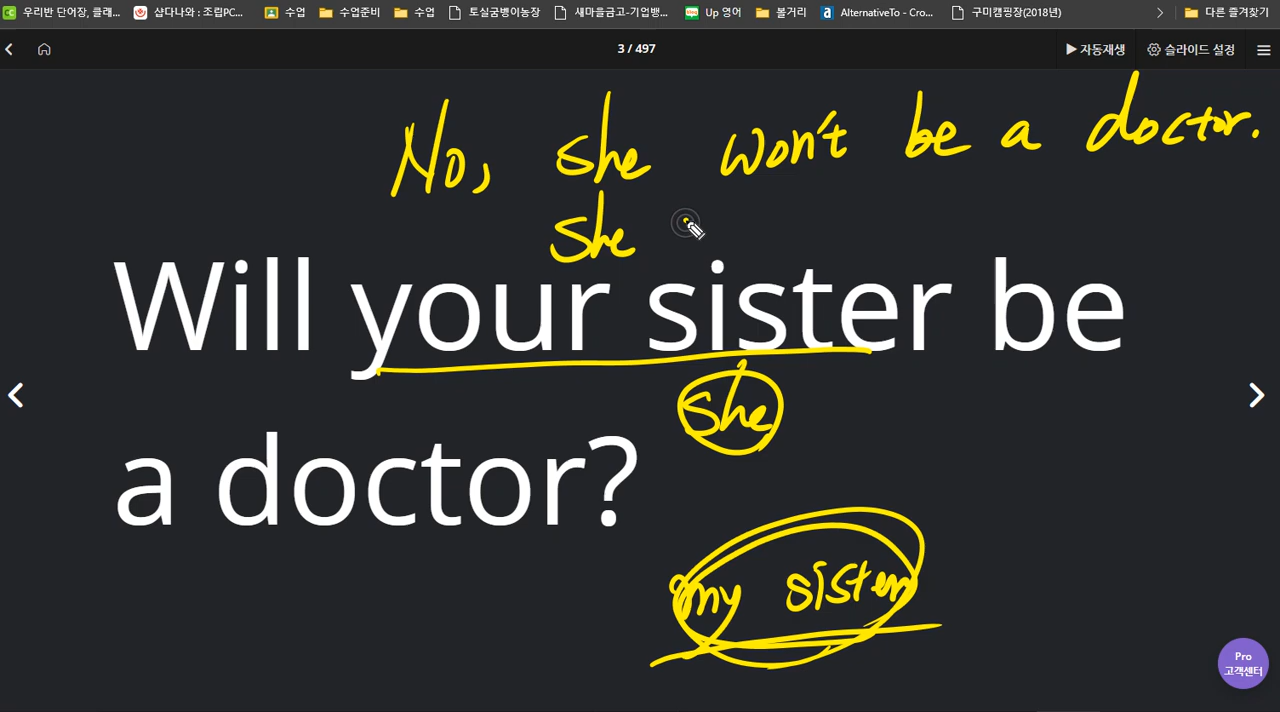 우리반 단어장, 클래... 샵다나와 : 조립PC... 수업 수업준비 수업 토실굼벵이농장 새마을금고-기업뱅... Up 영어 볼거리 AlternativeTo - Cro... 구미캠핑장(2018년) 다른 즐겨찾기
3 / 497 자동재생 슬라이드 설정
No, she won't be a doctor.
she
Will your sister be
she
a doctor?
my sister
Pro
고객센터